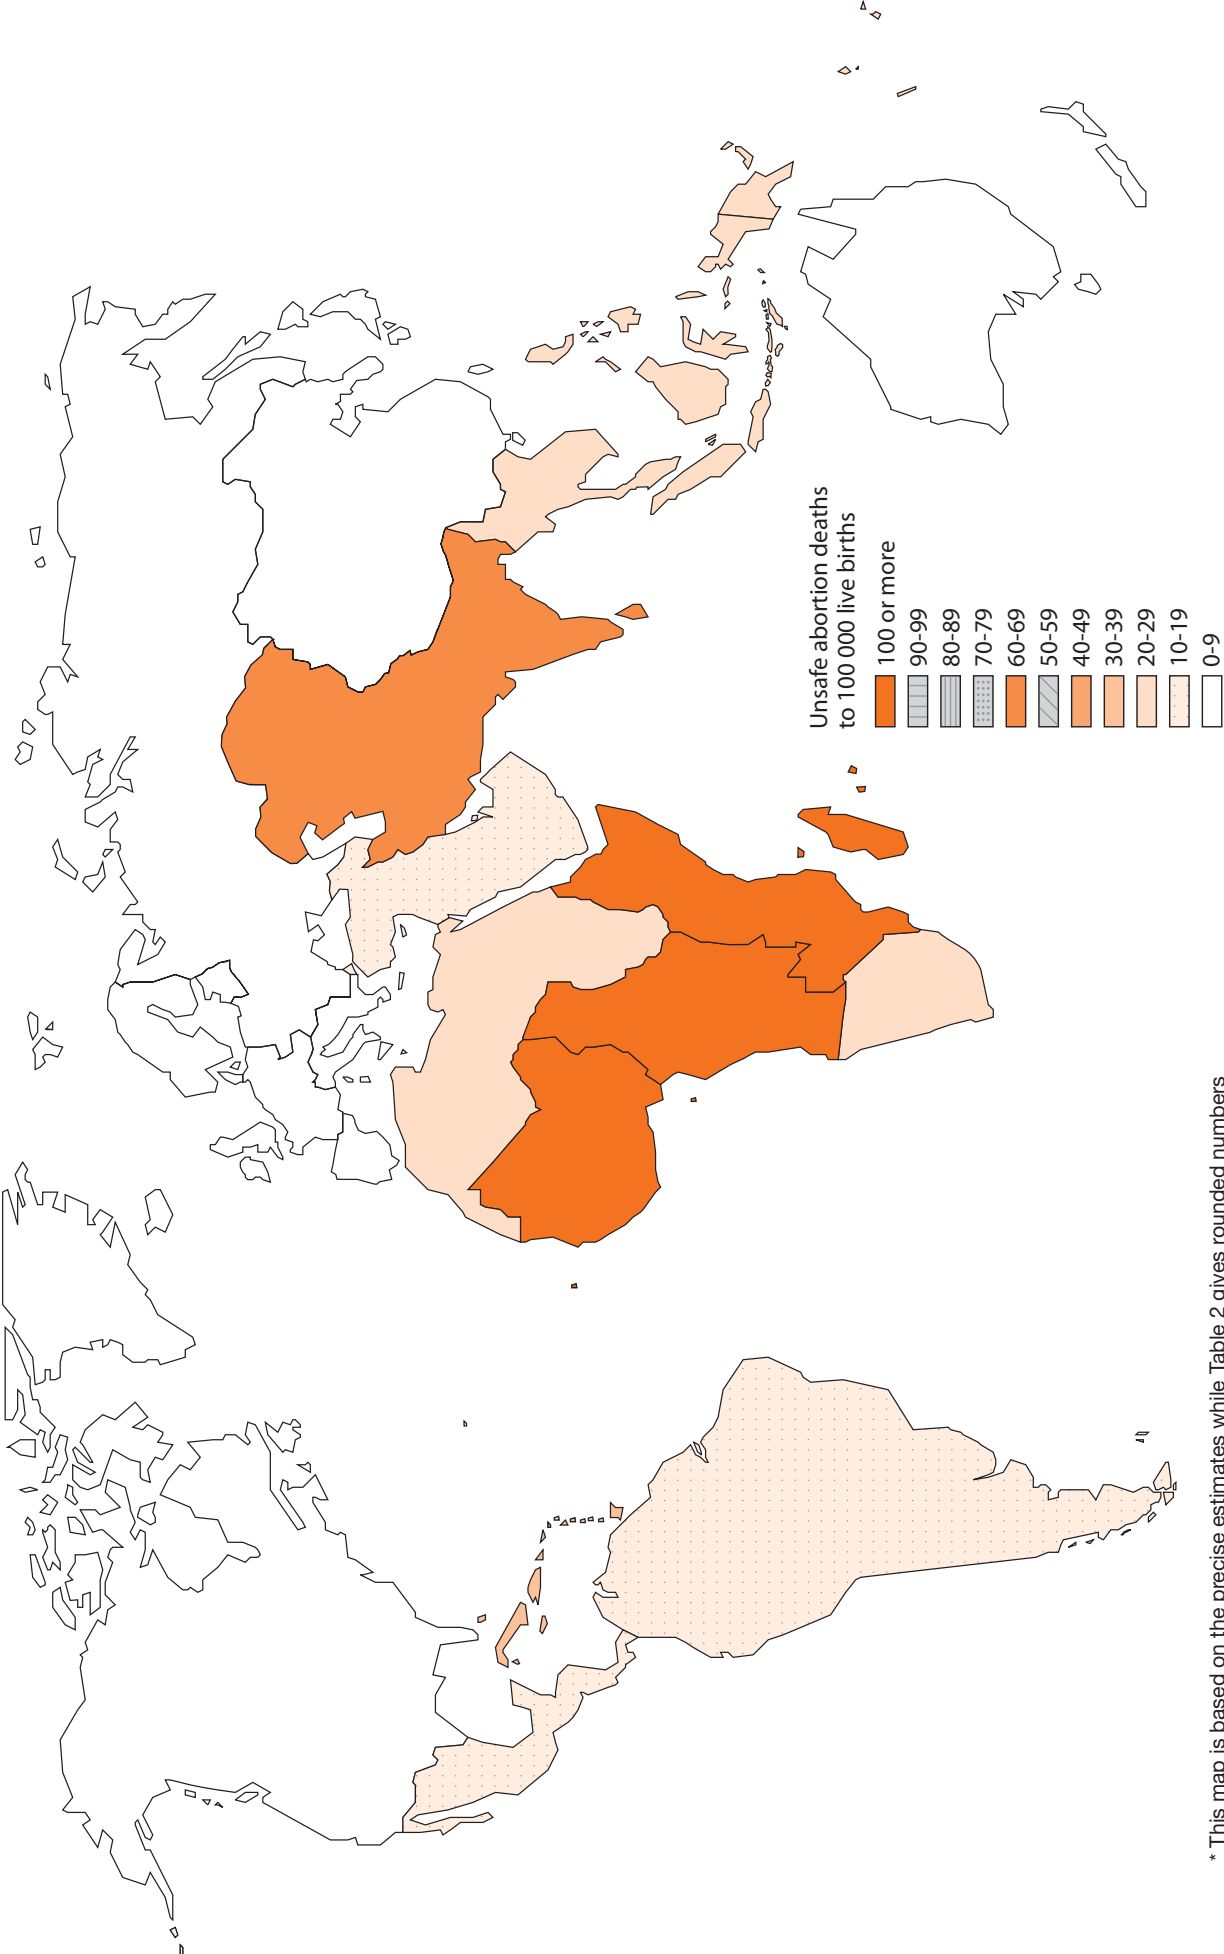 Unsafe abortion deaths
to 100 000 live births
100 or more
90-99
80-89
70-79
60-69
50-59
40-49
30-39
20-29
10-19
0-9
* This map is based on the precise estimates while Table 2 gives rounded numbers